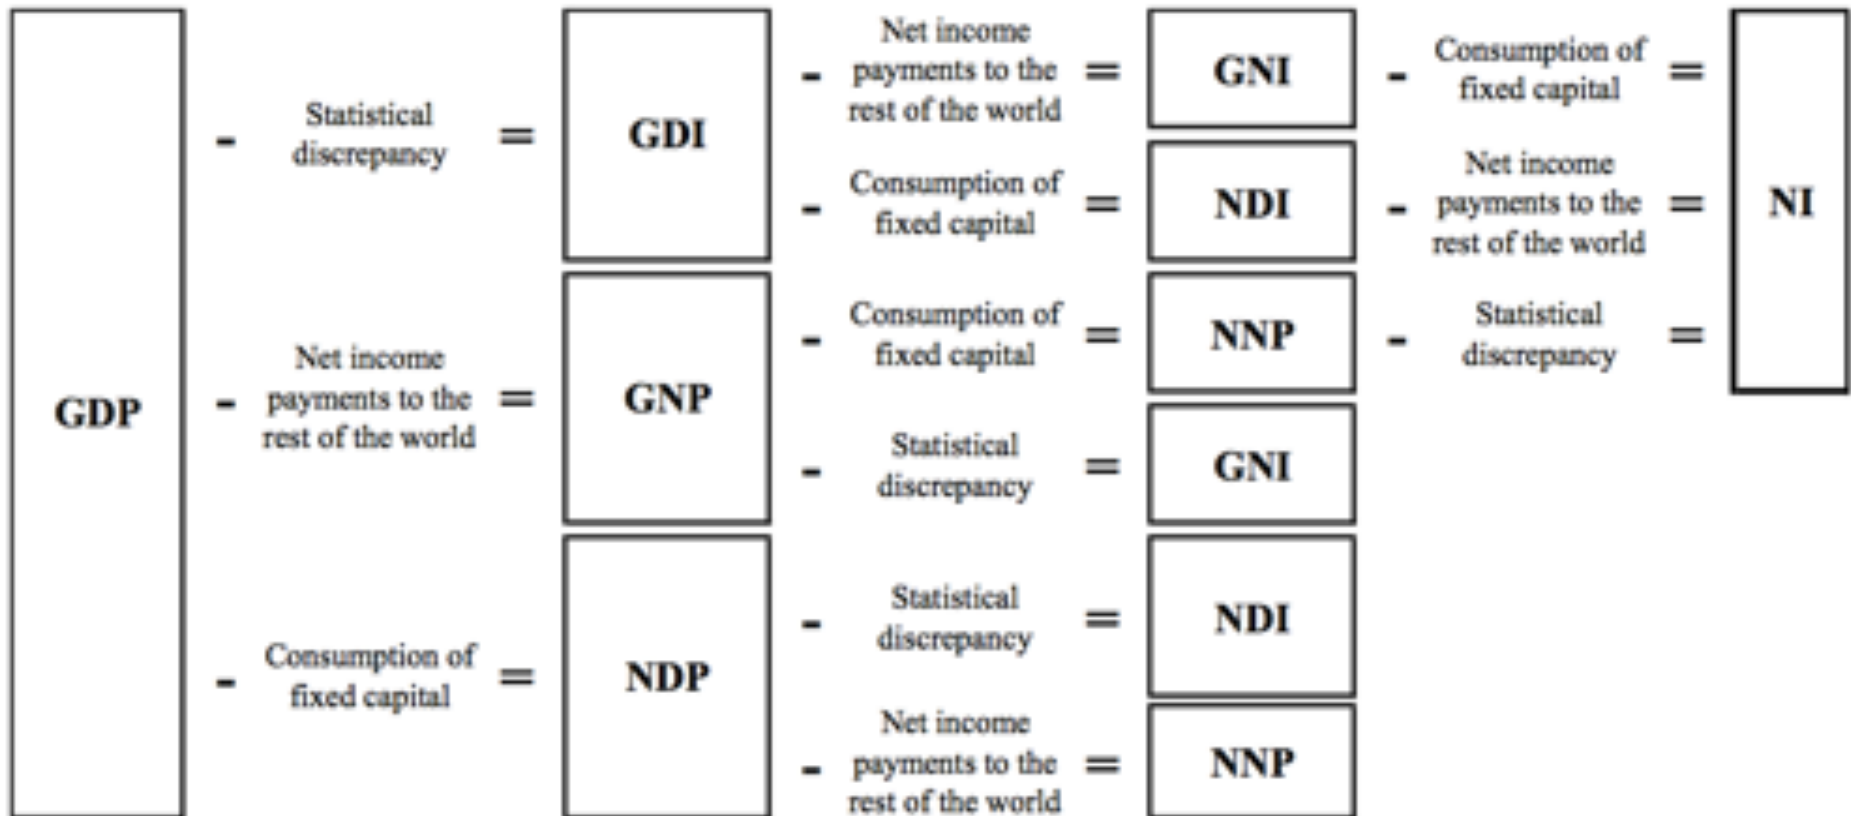 GDP
-
Statistical
discrepancy
=
GDI
-
Net income
payments to the
rest of the world
=
GNI
-
Consumption of
fixed capital
=
NI
-
Consumption of
fixed capital
=
NDI
-
Net income
payments to the
rest of the world
=
-
Net income
payments to the
rest of the world
=
GNP
-
Consumption of
fixed capital
=
NNP
-
Statistical
discrepancy
=
-
Statistical
discrepancy
=
GNI
-
Consumption of
fixed capital
=
NDP
-
Statistical
discrepancy
=
NDI
-
Net income
payments to the
rest of the world
=
NNP